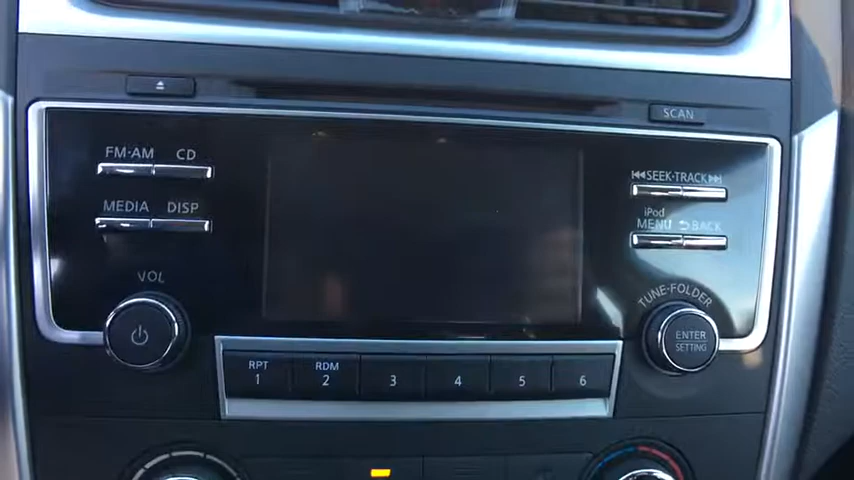 SCAN
FM·AM CD
MEDIA DISP
VOL
SEEK·TRACK
iPod
MENU BACK
TUNE·FOLDER
ENTER
SETTING
RPT RDM
1 2 3 4 5 6